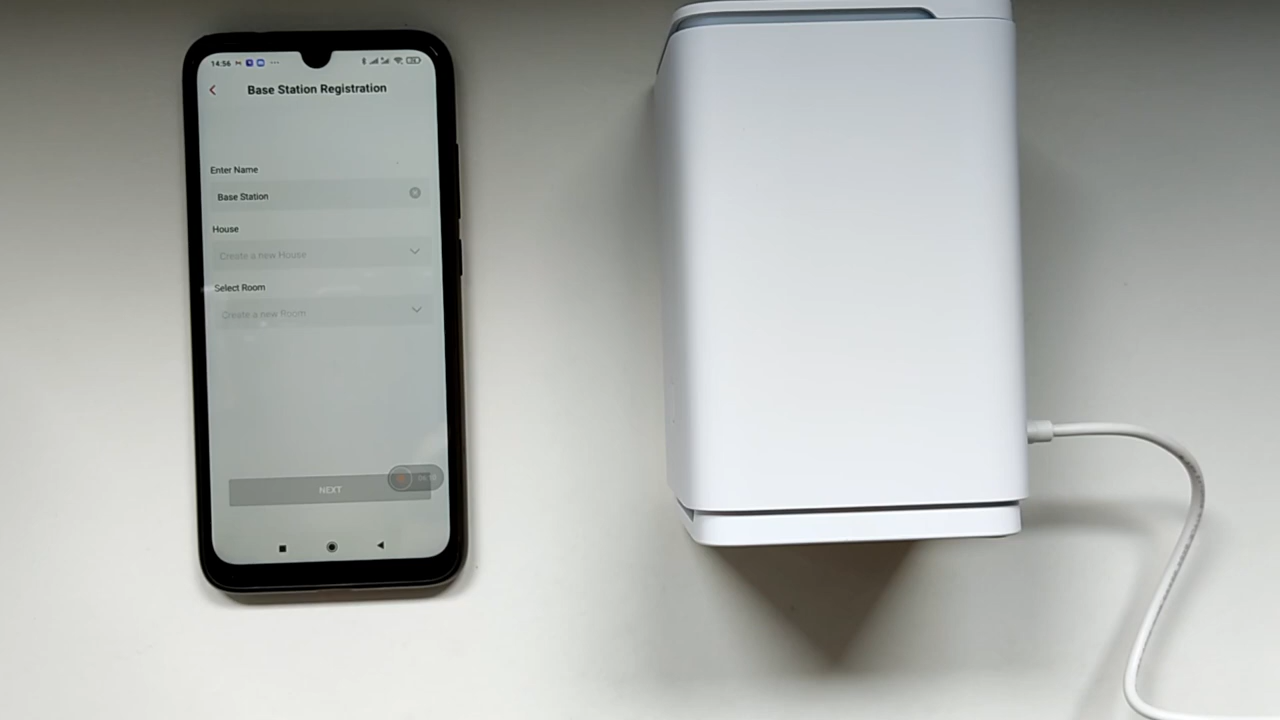 14:56
Base Station Registration
Enter Name
Base Station
House
Create a new House
Select Room
Create a new Room
NEXT